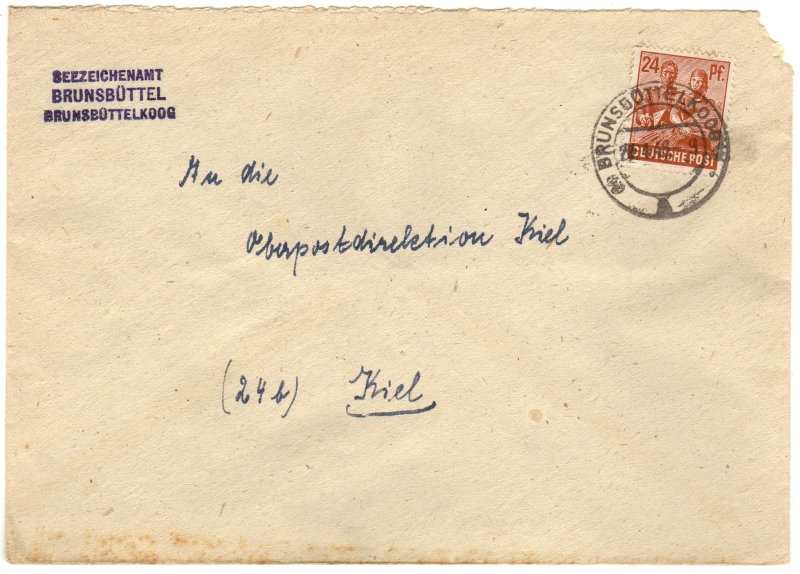 SEEZEICHENAMT
BRUNSBÜTTEL
BRUNSBÜTTELKOOG
24 Pf.
DEUTSCHE POST
BRUNSBÜTTELKOOG
An die
Oberpostdirektion Kiel
(24b) Kiel